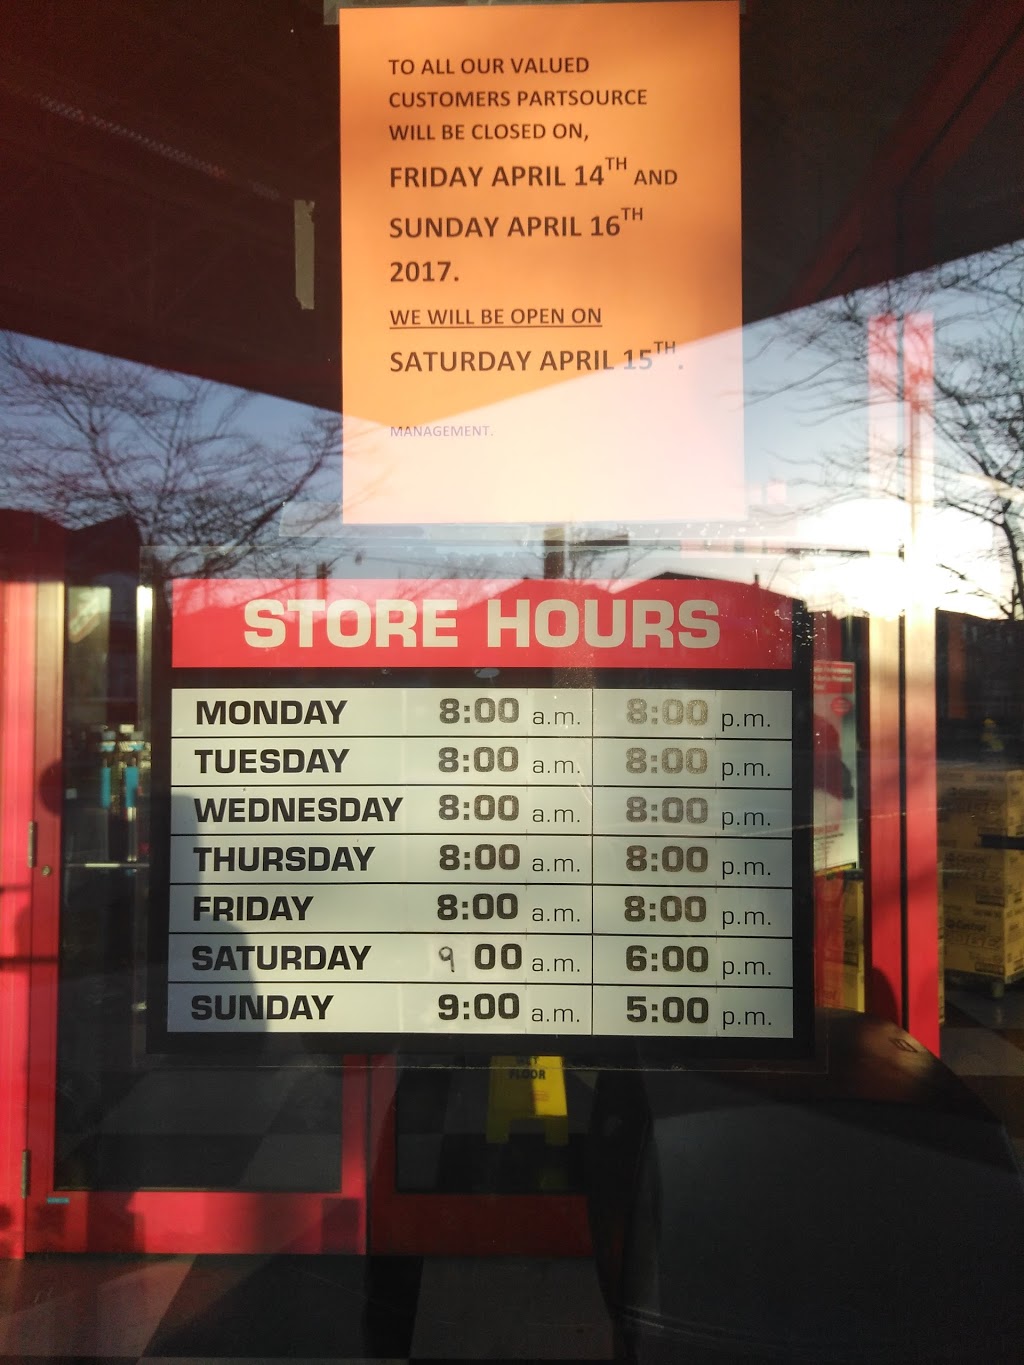 TO ALL OUR VALUED
CUSTOMERS PARTSOURCE
WILL BE CLOSED ON,
FRIDAY APRIL 14TH AND
SUNDAY APRIL 16TH
2017.
WE WILL BE OPEN ON
SATURDAY APRIL 15TH.
MANAGEMENT.
STORE HOURS
MONDAY 8:00 a.m. 8:00 p.m.
TUESDAY 8:00 a.m. 8:00 p.m.
WEDNESDAY 8:00 a.m. 8:00 p.m.
THURSDAY 8:00 a.m. 8:00 p.m.
FRIDAY 8:00 a.m. 8:00 p.m.
SATURDAY 9 00 a.m. 6:00 p.m.
SUNDAY 9:00 a.m. 5:00 p.m.
FLOOR
Castrol
EDGE